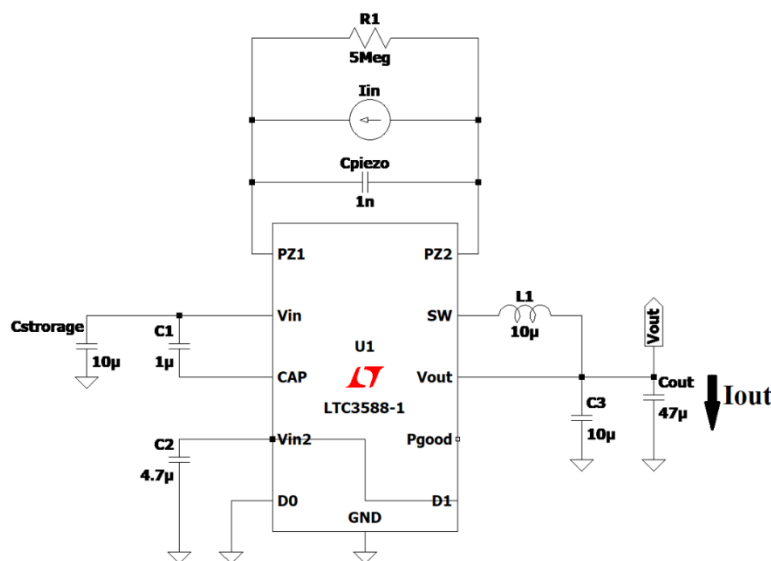 R1
5Meg
Iin
Cpiezo
1n
PZ1
PZ2
Cstrorage
10µ
C1
1µ
Vin
SW
L1
10µ
Vout
U1
CAP
Vout
LTC3588-1
C3
10µ
Cout
47µ
Iout
C2
4.7µ
Vin2
Pgood
D0
D1
GND